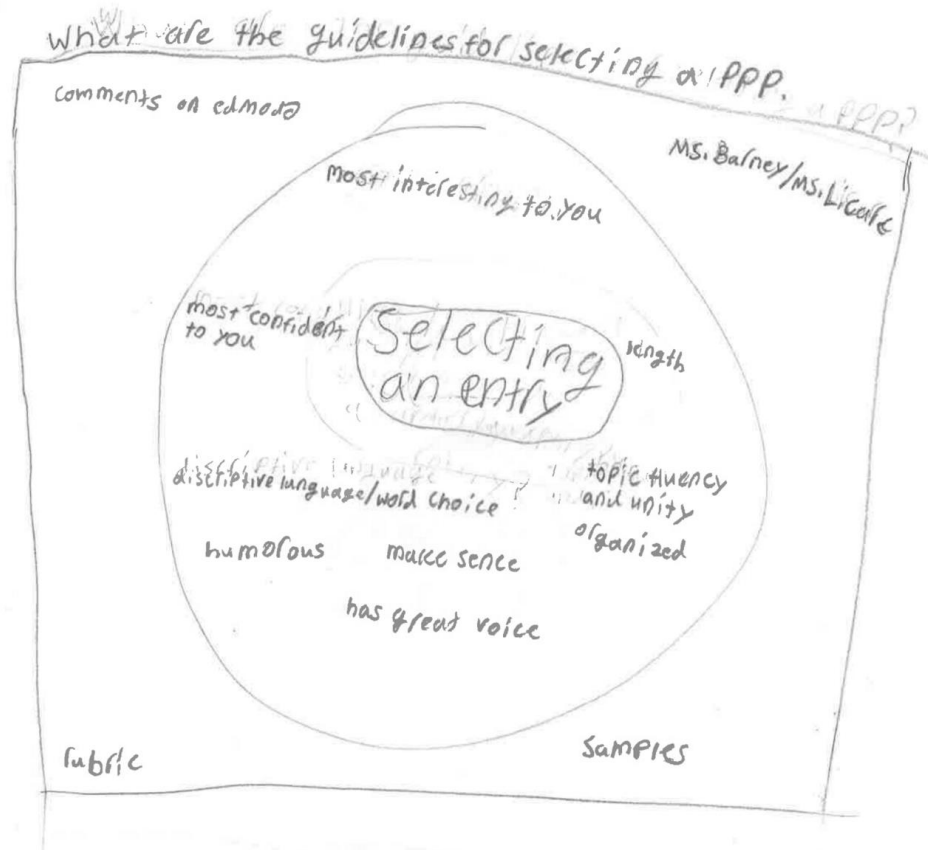 What are the guidelines for selecting a PPP.
comments on edmodo
Ms. Barney/Ms. Licare
most interesting to you
most confident
to you
Selecting
an entry
length
discriptive language/word choice
topic fluency
and unity
organized
humorous
make sence
has great voice
rubric
samples